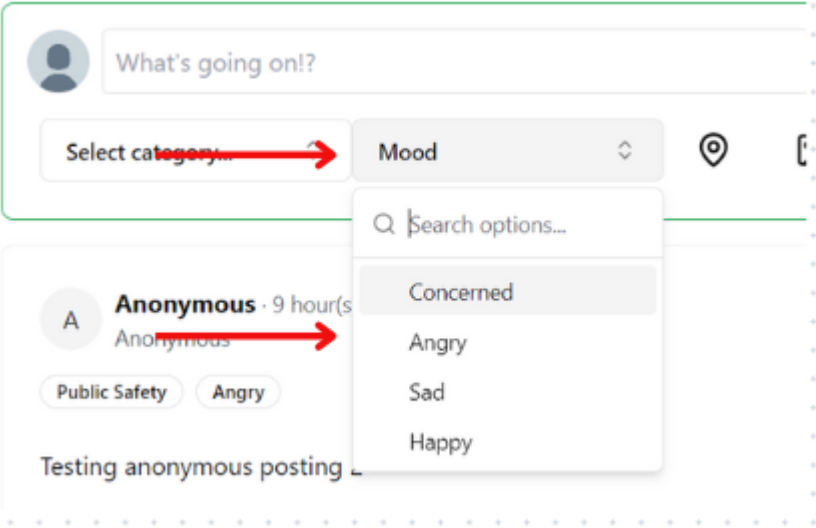 What's going on!?
Select category... Mood
Search options...
Concerned
Angry
Sad
Happy
A
Anonymous · 9 hour(s
Anonymous
Public Safety Angry
Testing anonymous posting 2